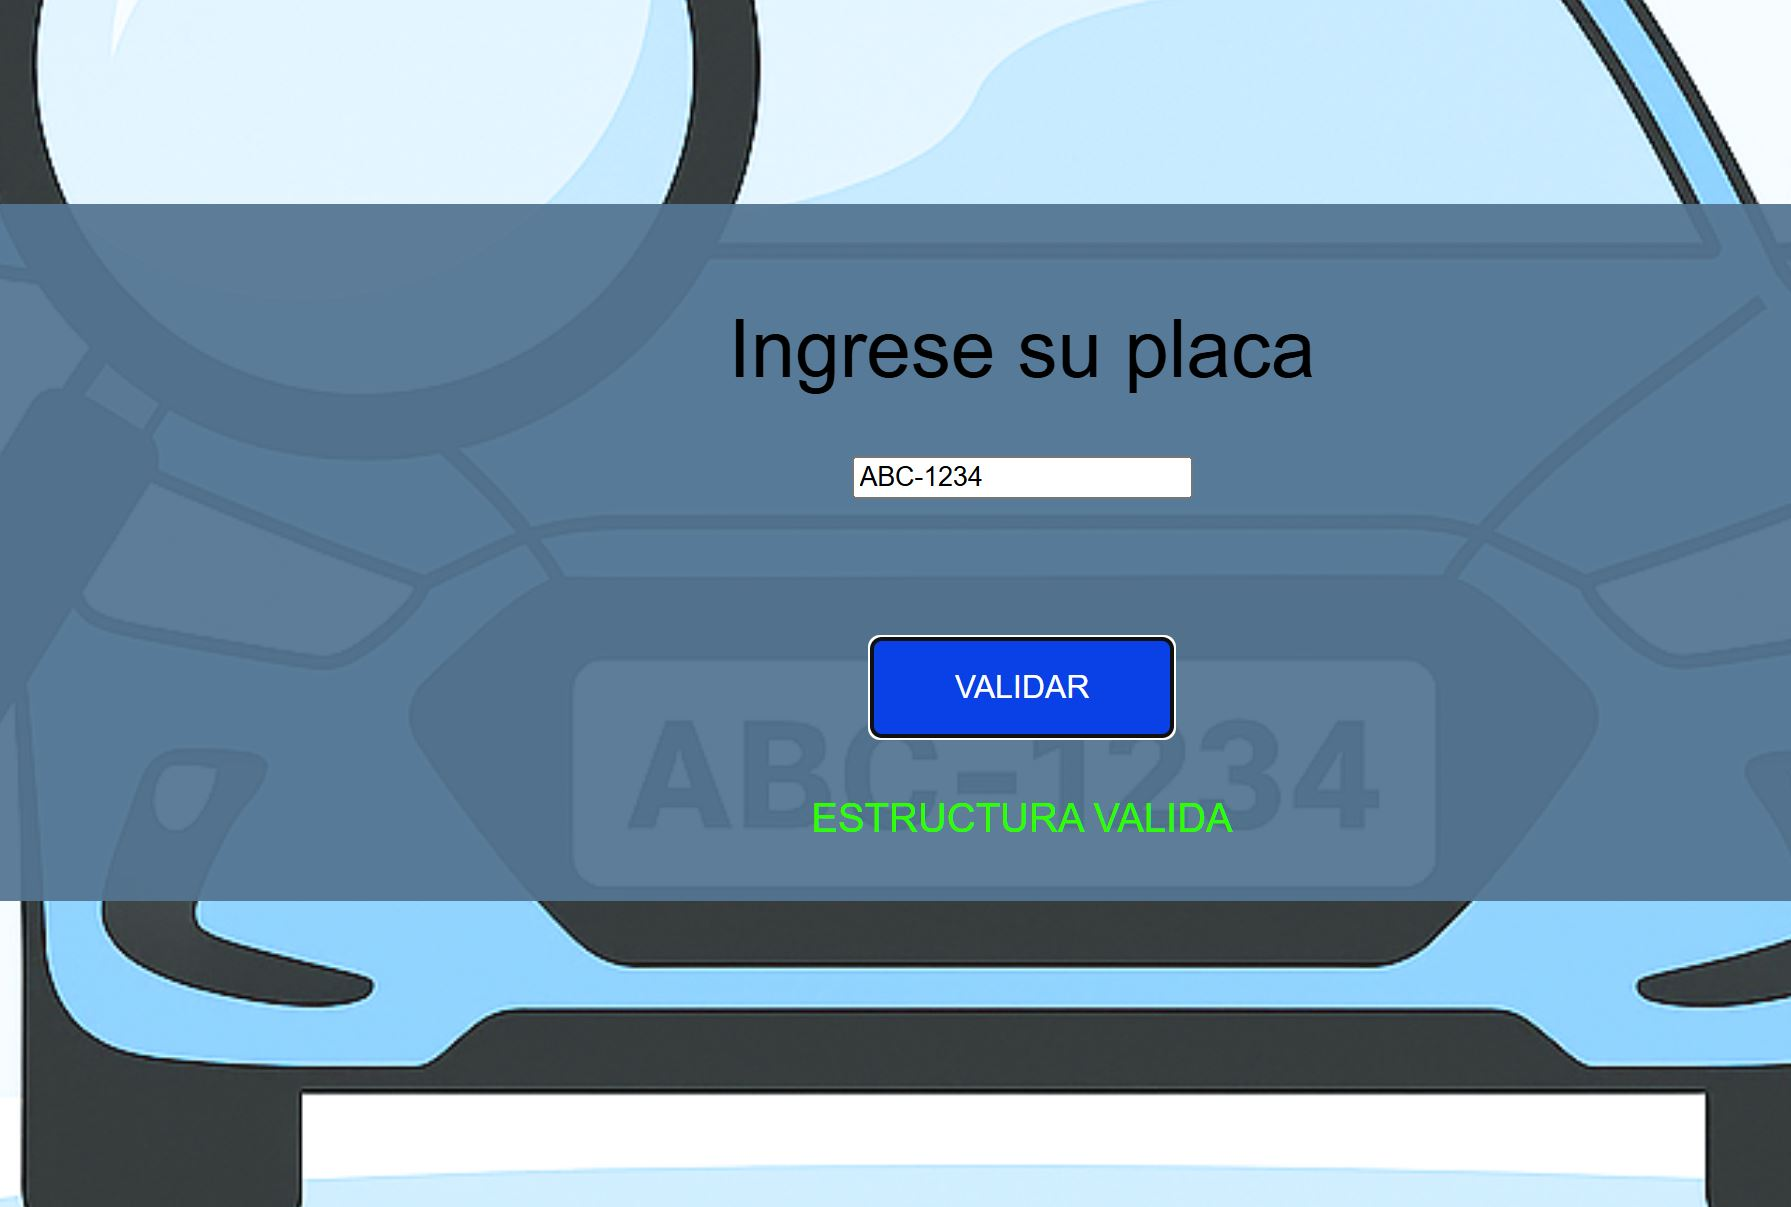 Ingrese su placa
ABC-1234
VALIDAR
ABC-1234
ESTRUCTURA VALIDA